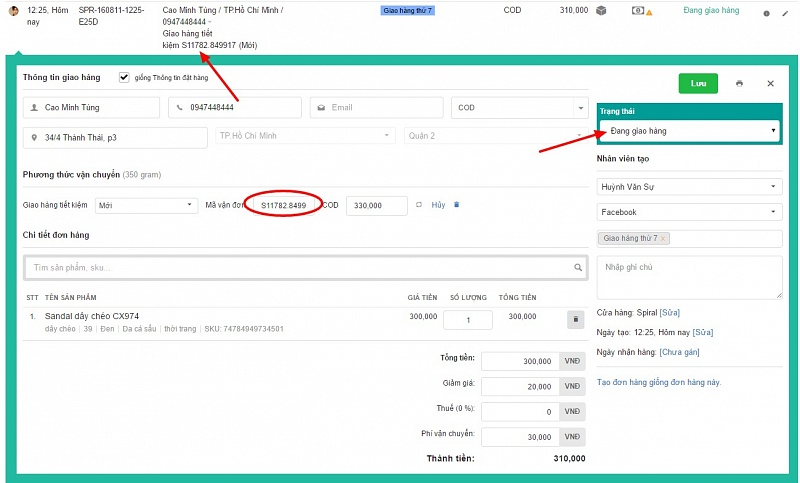 12:25, Hôm nay
SPR-160811-1225-E25D
Cao Minh Túng / TP.Hồ Chí Minh /
0947448444 –
Giao hàng tiết
kiệm S11782.849917 (Mới)
Giao hàng thứ 7
COD
310,000
Đang giao hàng
Thông tin giao hàng
giống Thông tin đặt hàng
Lưu
Cao Minh Túng
0947448444
Email
COD
34/4 Thành Thái, p3
TP.Hồ Chí Minh
Quận 2
Trạng thái
Đang giao hàng
Phương thức vận chuyển (350 gram)
Giao hàng tiết kiệm
Mới
Mã vận đơn
S11782.8499
COD
330,000
Hủy
Nhân viên tạo
Huỳnh Văn Sự
Facebook
Giao hàng thứ 7 x
Nhập ghi chú
Chi tiết đơn hàng
Tìm sản phẩm, sku...
STT TÊN SẢN PHẨM GIÁ TIỀN SỐ LƯỢNG TỔNG TIỀN
1. Sandal dây chéo CX974 300,000 1 300,000
dây chéo | 39 | Đen | Da cá sấu | thời trang | SKU: 74784949734501
Cửa hàng: Spiral [Sửa]
Ngày tạo: 12:25, Hôm nay [Sửa]
Ngày nhận hàng: [Chưa gán]
Tạo đơn hàng giống đơn hàng này.
Tổng tiền: 300,000 VNĐ
Giảm giá: 20,000 VNĐ
Thuế (0 %): 0 VNĐ
Phí vận chuyển: 30,000 VNĐ
Thành tiền: 310,000